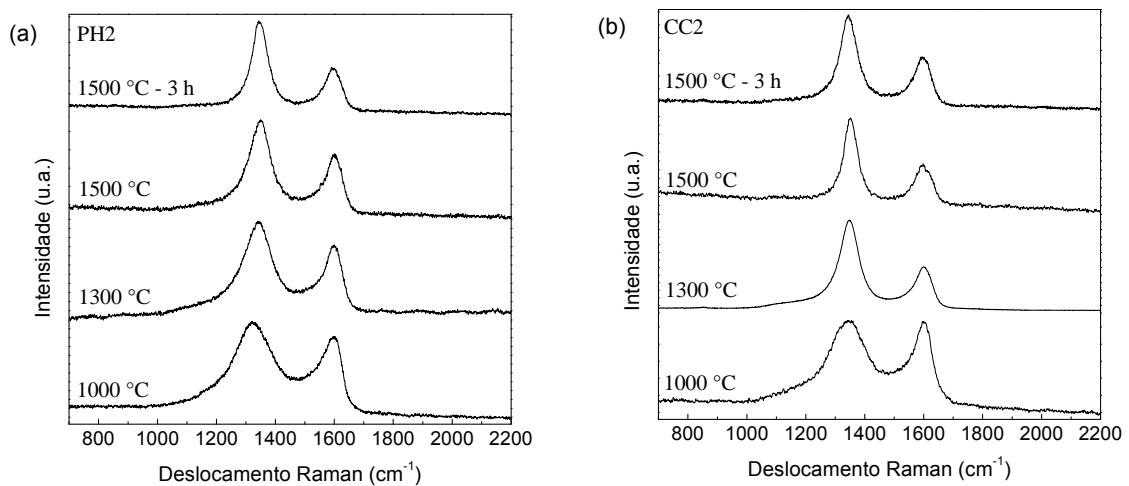 (a)
PH2
1500 °C - 3 h
1500 °C
1300 °C
1000 °C
Intensidade (u.a.)
800 1000 1200 1400 1600 1800 2000 2200
Deslocamento Raman (cm⁻¹)
(b)
CC2
1500 °C - 3 h
1500 °C
1300 °C
1000 °C
Intensidade (u.a.)
800 1000 1200 1400 1600 1800 2000 2200
Deslocamento Raman (cm⁻¹)